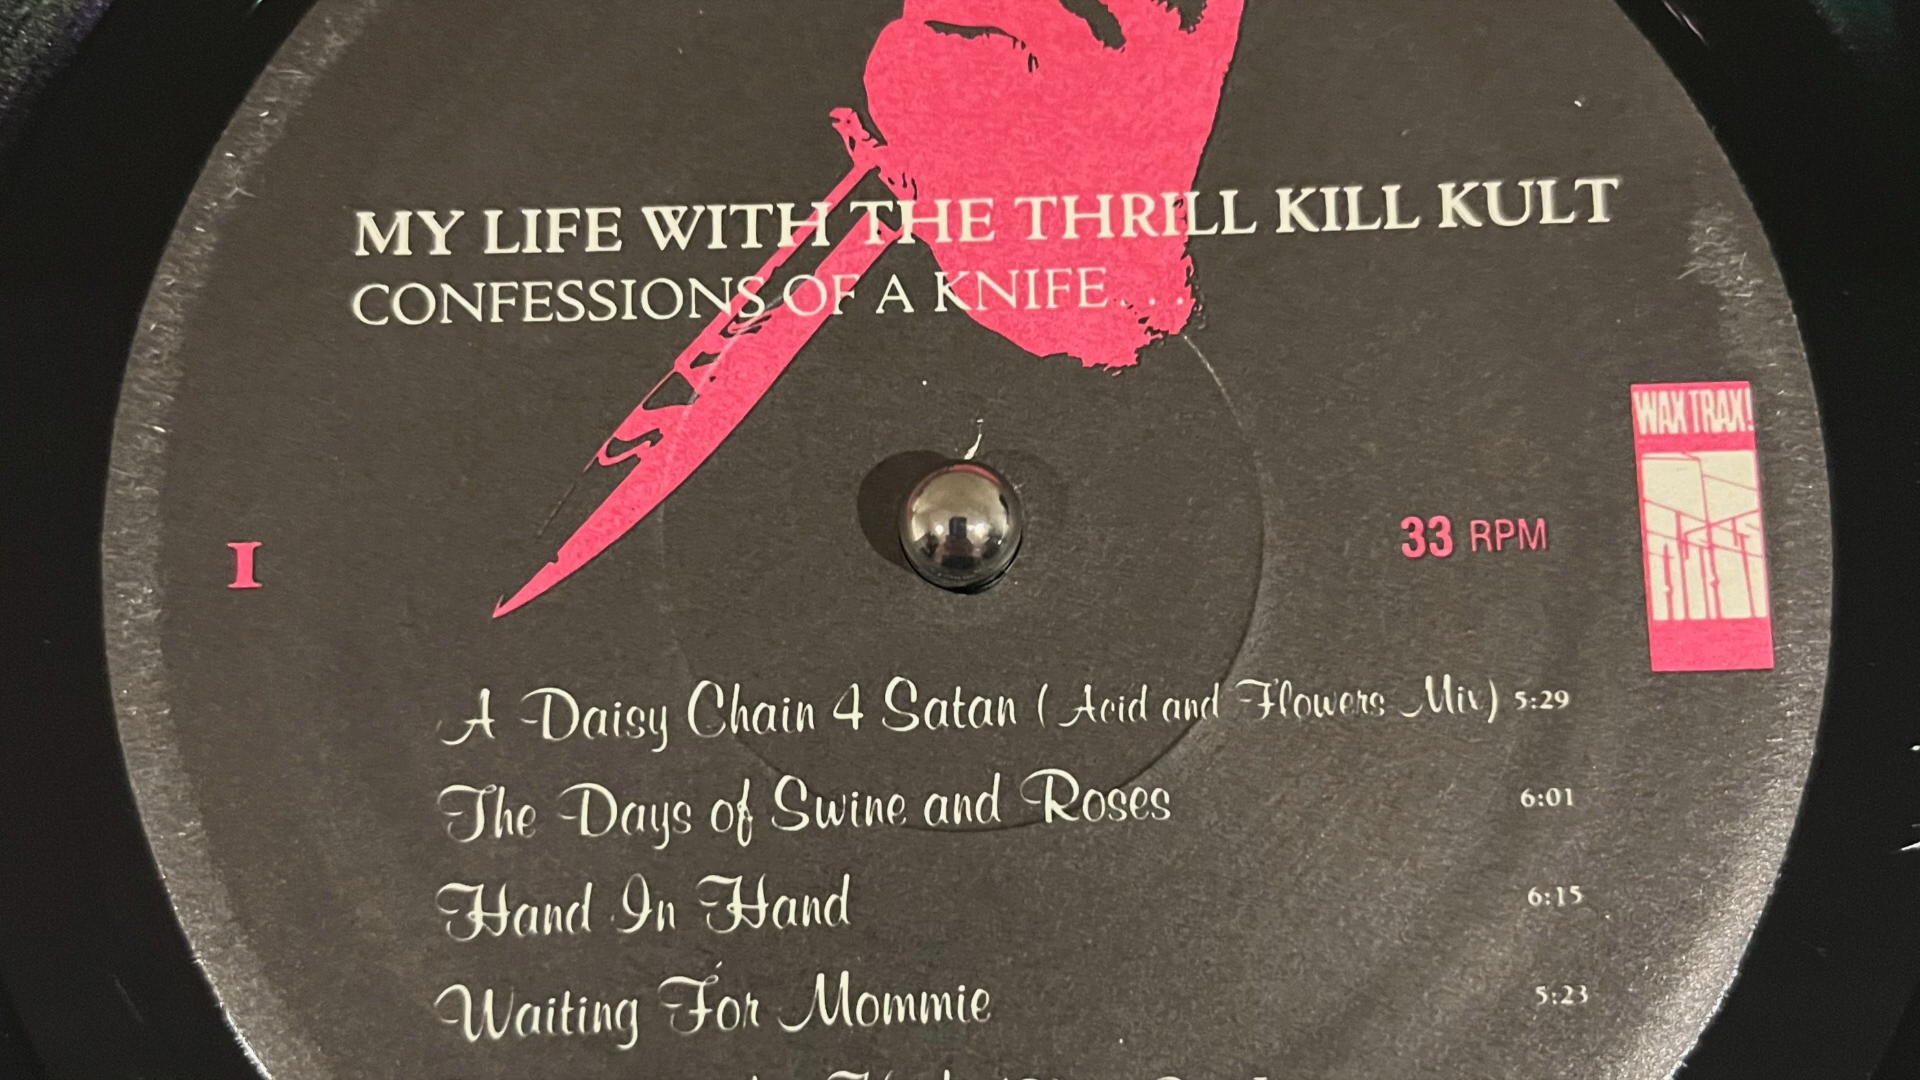 MY LIFE WITH THE THRILL KILL KULT
CONFESSIONS OF A KNIFE...
WAX TRAX!
I
33 RPM
A Daisy Chain 4 Satan (Acid and Flowers Mix) 5:29
The Days of Swine and Roses 6:01
Hand In Hand 6:15
Waiting For Mommie 5:23